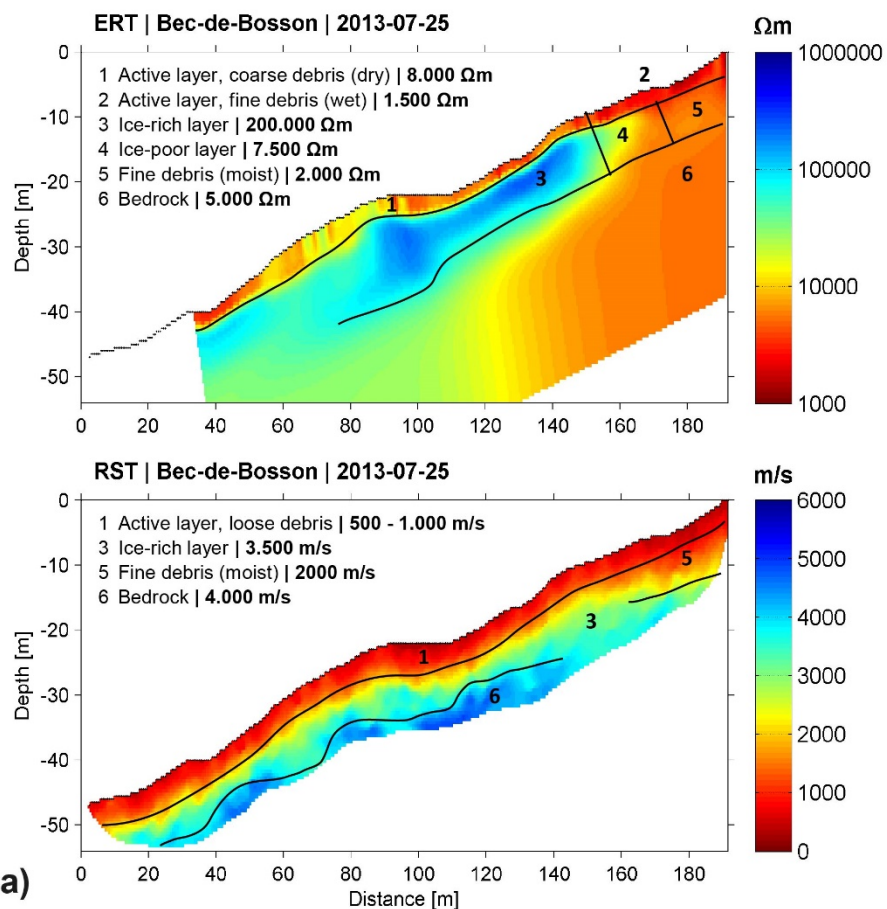 ERT | Bec-de-Bosson | 2013-07-25
Ωm
1 Active layer, coarse debris (dry) | 8.000 Ωm
2 Active layer, fine debris (wet) | 1.500 Ωm
3 Ice-rich layer | 200.000 Ωm
4 Ice-poor layer | 7.500 Ωm
5 Fine debris (moist) | 2.000 Ωm
6 Bedrock | 5.000 Ωm
2
5
4
6
3
1
Depth [m]
0
-10
-20
-30
-40
-50
0 20 40 60 80 100 120 140 160 180
1000000
100000
10000
1000
RST | Bec-de-Bosson | 2013-07-25
m/s
1 Active layer, loose debris | 500 - 1.000 m/s
3 Ice-rich layer | 3.500 m/s
5 Fine debris (moist) | 2000 m/s
6 Bedrock | 4.000 m/s
5
3
1
6
Depth [m]
0
-10
-20
-30
-40
-50
0 20 40 60 80 100 120 140 160 180
Distance [m]
6000
5000
4000
3000
2000
1000
0
a)